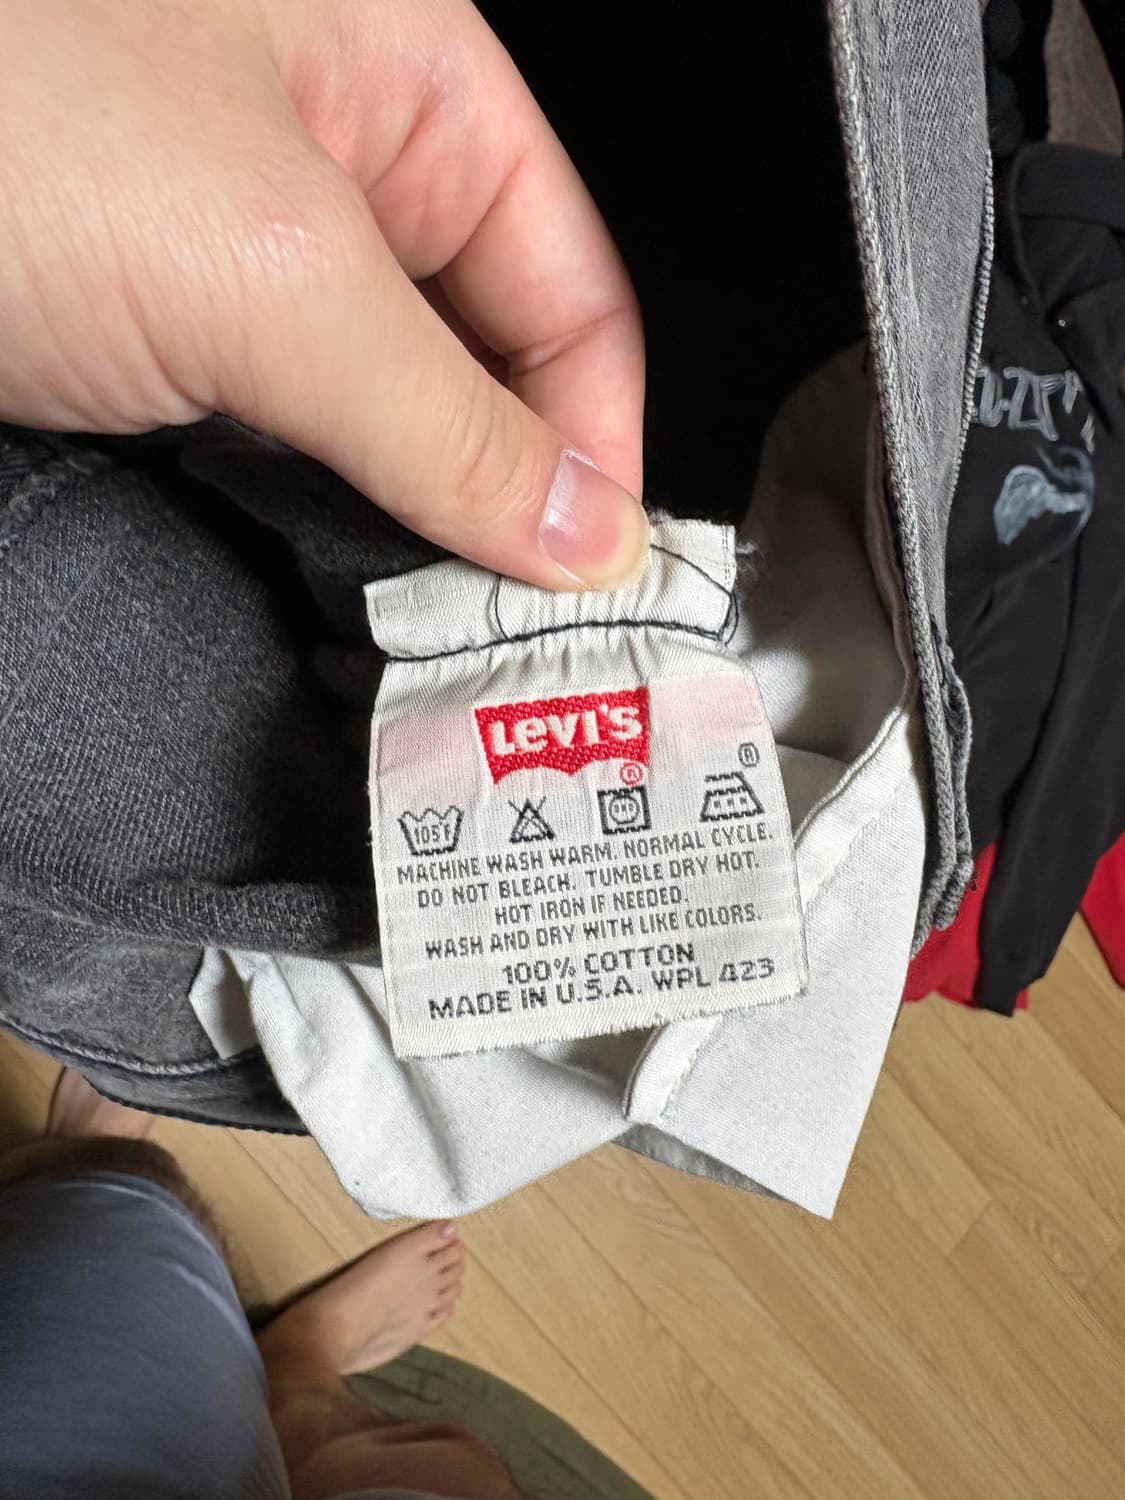 Levi's
®
®
105°F
MACHINE WASH WARM. NORMAL CYCLE.
DO NOT BLEACH. TUMBLE DRY HOT.
HOT IRON IF NEEDED.
WASH AND DRY WITH LIKE COLORS.
100% COTTON
MADE IN U.S.A. WPL 423